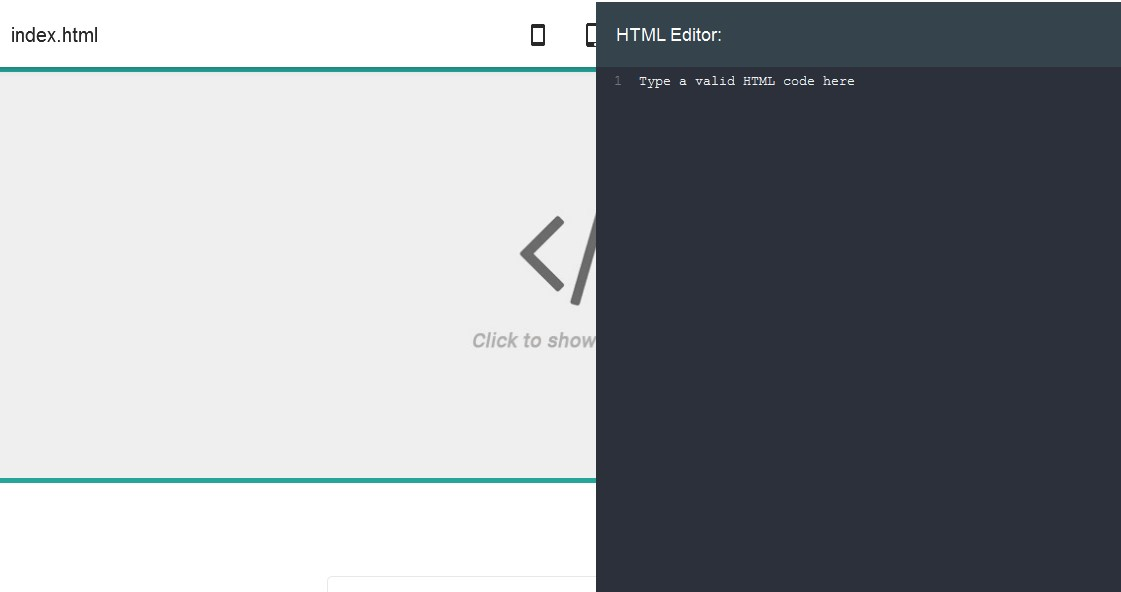 index.html
HTML Editor:
1 Type a valid HTML code here
</
Click to show